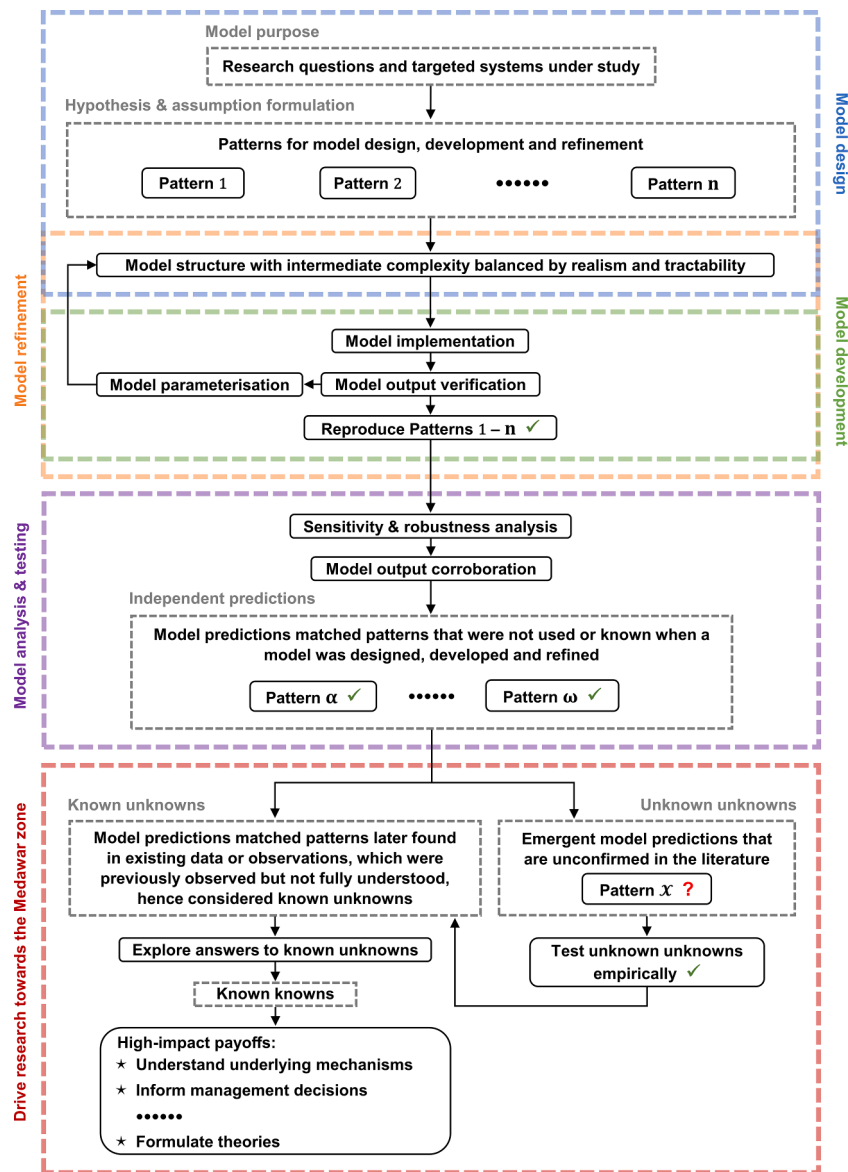 Model purpose
Research questions and targeted systems under study
Hypothesis & assumption formulation
Patterns for model design, development and refinement
Pattern 1
Pattern 2
••••••
Pattern n
Model design
Model structure with intermediate complexity balanced by realism and tractability
Model refinement
Model development
Model implementation
Model parameterisation
Model output verification
Reproduce Patterns 1 – n ✓
Model analysis & testing
Sensitivity & robustness analysis
Model output corroboration
Independent predictions
Model predictions matched patterns that were not used or known when a
model was designed, developed and refined
Pattern α ✓
••••••
Pattern ω ✓
Drive research towards the Medawar zone
Known unknowns
Model predictions matched patterns later found
in existing data or observations, which were
previously observed but not fully understood,
hence considered known unknowns
Unknown unknowns
Emergent model predictions that
are unconfirmed in the literature
Pattern x ?
Explore answers to known unknowns
Test unknown unknowns
empirically ✓
Known knowns
High-impact payoffs:
★ Understand underlying mechanisms
★ Inform management decisions
••••••
★ Formulate theories